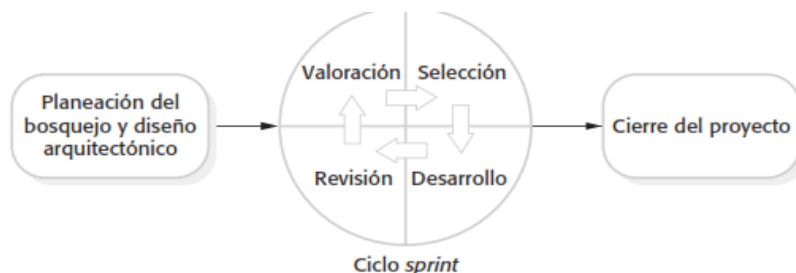 Planeación del
bosquejo y diseño
arquitectónico
Valoración
Selección
Revisión
Desarrollo
Cierre del proyecto
Ciclo sprint